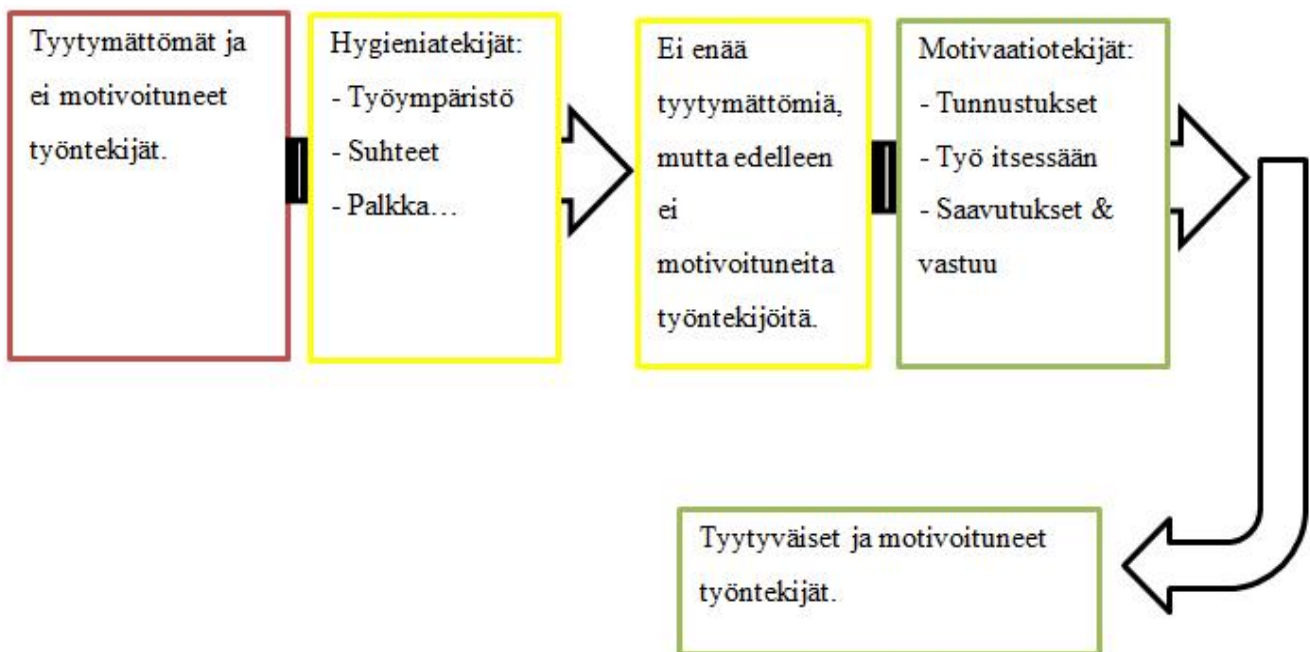 Tyytymättömät ja
ei motivoituneet
työntekijät.
Hygieniatekijät:
- Työympäristö
- Suhteet
- Palkka…
Ei enää
tyytymättömiä,
mutta edelleen
ei
motivoituneita
työntekijöitä.
Motivaatiotekijät:
- Tunnustukset
- Työ itsessään
- Saavutukset &
vastuu
Tyytyväiset ja motivoituneet
työntekijät.